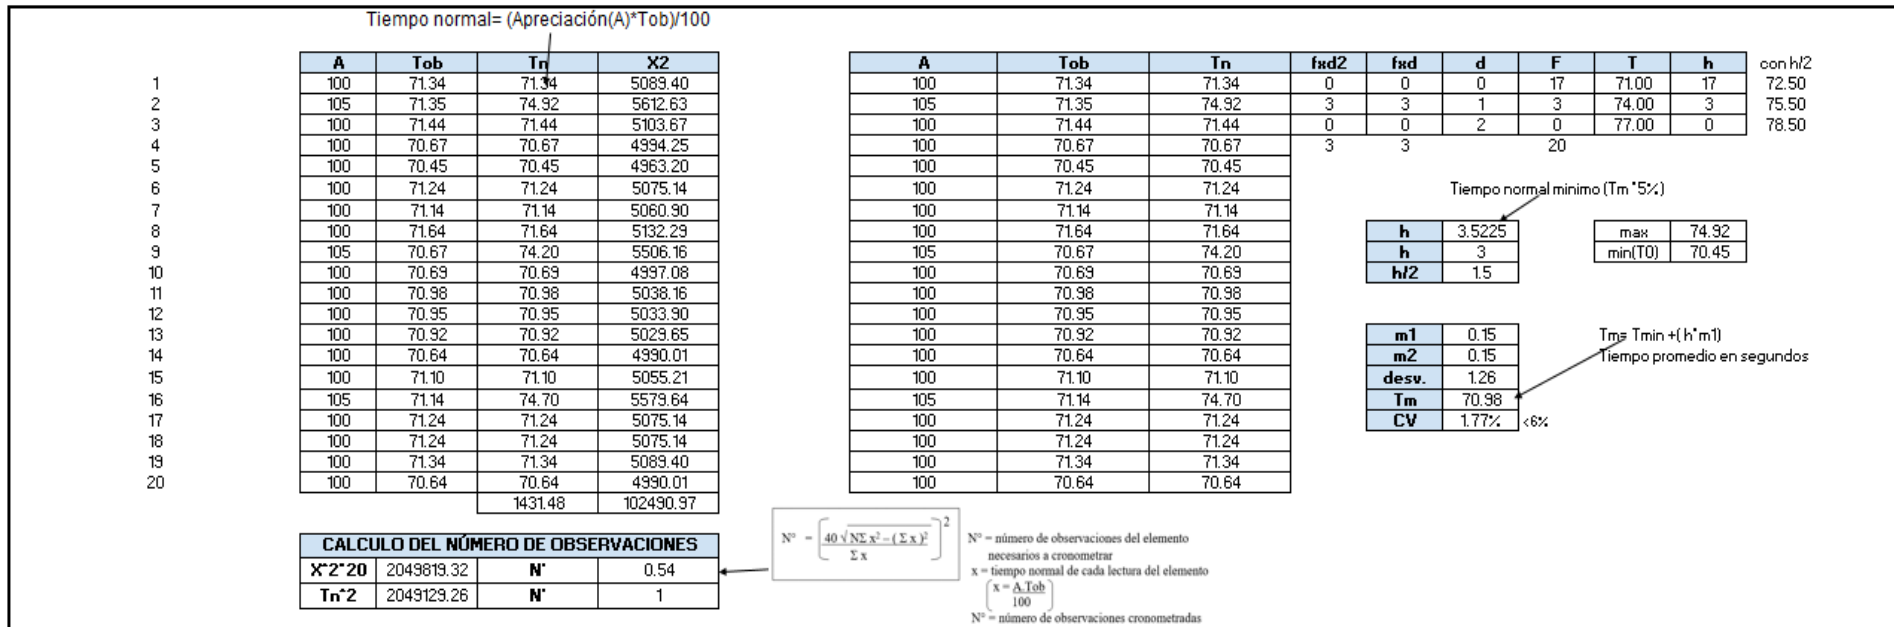 Tiempo normal= (Apreciación(A)*Tob)/100
A Tob Tn X2
1 100 71.34 71.34 5089.40
2 105 71.35 74.92 5612.63
3 100 71.44 71.44 5103.67
4 100 70.67 70.67 4994.25
5 100 70.45 70.45 4963.20
6 100 71.24 71.24 5075.14
7 100 71.14 71.14 5060.90
8 100 71.64 71.64 5132.29
9 105 70.67 74.20 5506.16
10 100 70.69 70.69 4997.08
11 100 70.98 70.98 5038.16
12 100 70.95 70.95 5033.90
13 100 70.92 70.92 5029.65
14 100 70.64 70.64 4990.01
15 100 71.10 71.10 5055.21
16 105 71.14 74.70 5579.64
17 100 71.24 71.24 5075.14
18 100 71.24 71.24 5075.14
19 100 71.34 71.34 5089.40
20 100 70.64 70.64 4990.01
1431.48 102490.97
CALCULO DEL NÚMERO DE OBSERVACIONES
X^2*20 2049819.32 N° 0.54
Tn^2 2049129.26 N° 1
A Tob Tn fxd2 fxd d F T h con h/2
100 71.34 71.34 0 0 0 17 71.00 17 72.50
105 71.35 74.92 3 3 1 3 74.00 3 75.50
100 71.44 71.44 0 0 2 0 77.00 0 78.50
100 70.67 70.67 3 3 20
100 70.45 70.45
100 71.24 71.24
100 71.14 71.14
100 71.64 71.64
105 70.67 74.20
100 70.69 70.69
100 70.98 70.98
100 70.95 70.95
100 70.92 70.92
100 70.64 70.64
100 71.10 71.10
105 71.14 74.70
100 71.24 71.24
100 71.24 71.24
100 71.34 71.34
100 70.64 70.64
Tiempo normal minimo (Tm*5%)
h 3.5225
h 3
h/2 1.5
max 74.92
min(T0) 70.45
m1 0.15
m2 0.15
desv. 1.26
Tm 70.98
CV 1.77% <6%
Tm= Tmin +( h*m1)
Tiempo promedio en segundos
N° = (40 √NΣ x² – (Σ x)² / Σ x)²
N° = número de observaciones del elemento
necesarios a cronometrar
x = tiempo normal de cada lectura del elemento
(x = A.Tob / 100)
N° = número de observaciones cronometradas